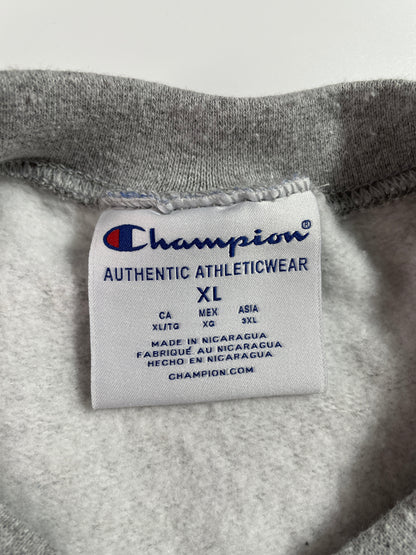 Champion®
AUTHENTIC ATHLETICWEAR
XL
CA MEX ASIA
XL/TG XG 3XL
MADE IN NICARAGUA
FABRIQUÉ AU NICARAGUA
HECHO EN NICARAGUA
CHAMPION.COM